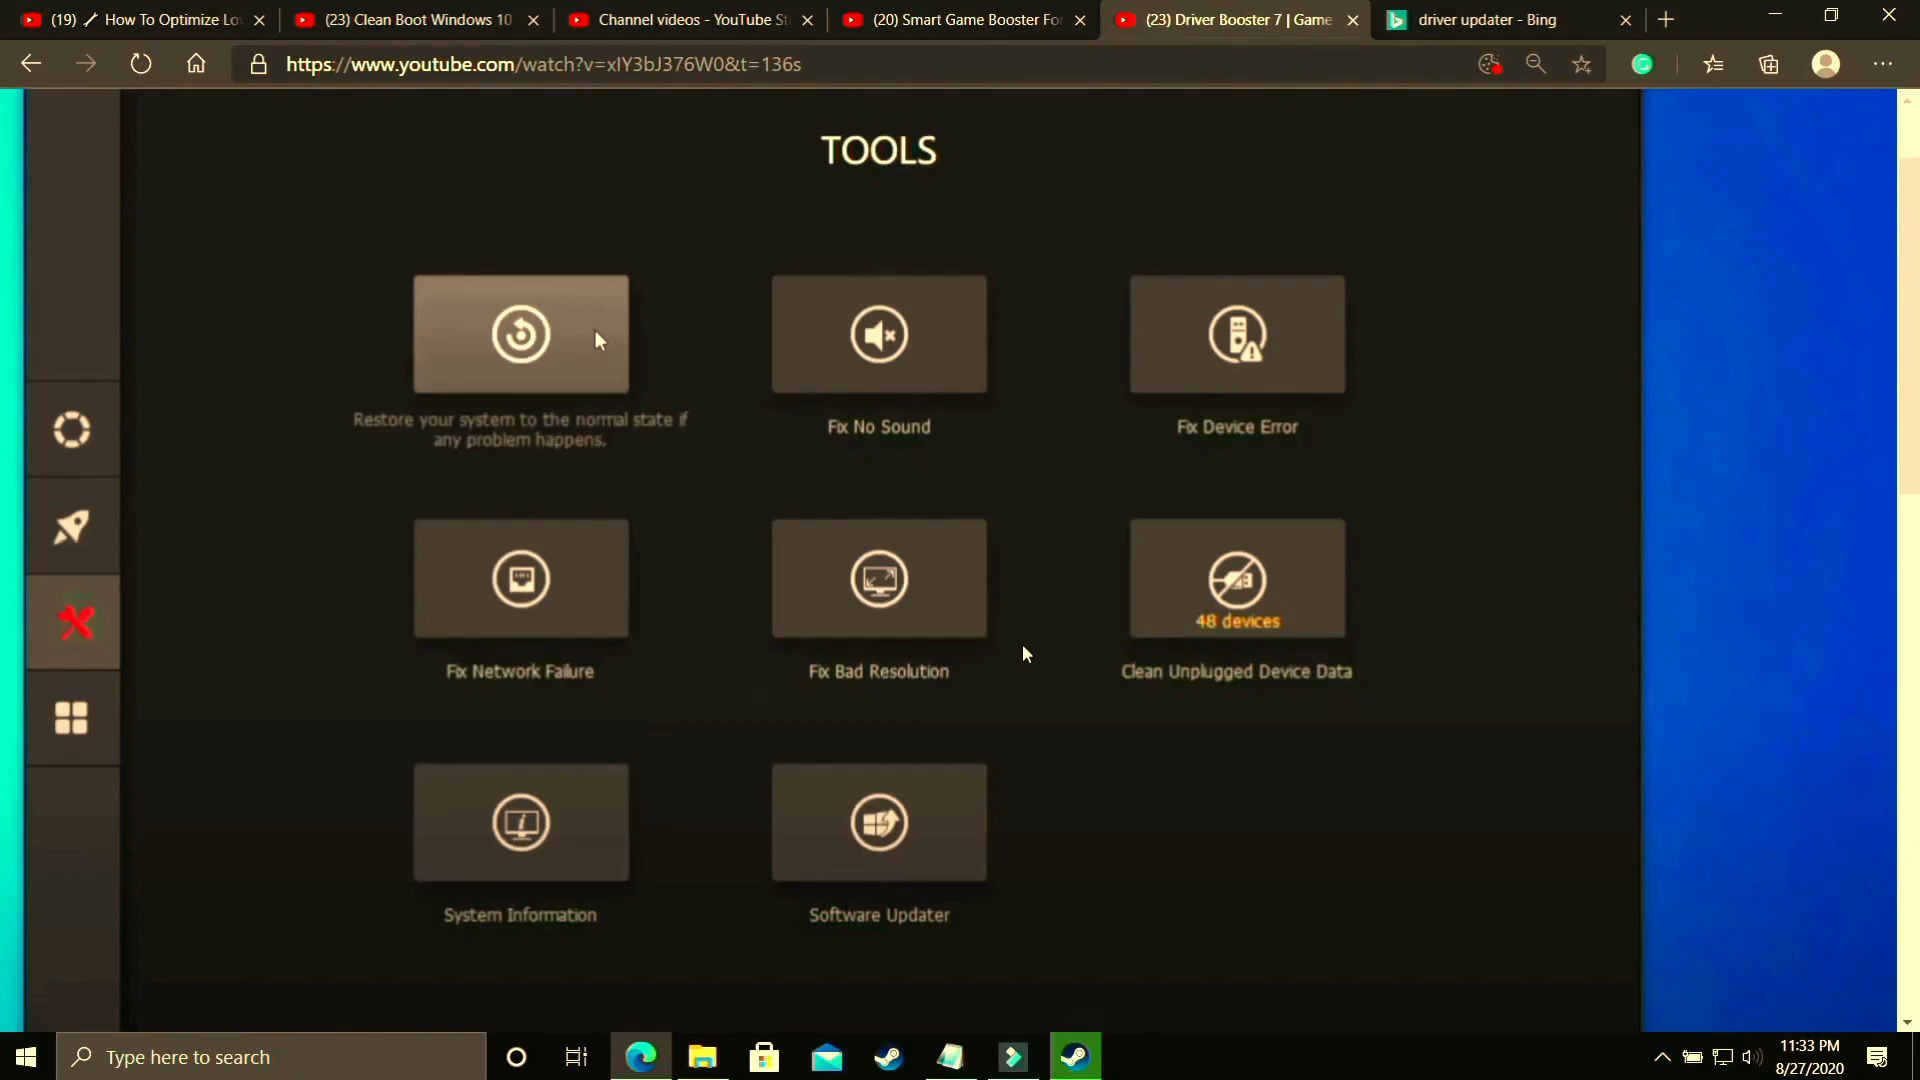 (19) How To Optimize Lo
(23) Clean Boot Windows 10
Channel videos - YouTube St
(20) Smart Game Booster For
(23) Driver Booster 7 | Game
driver updater - Bing
https://www.youtube.com/watch?v=xIY3bJ376W0&t=136s
TOOLS
Restore your system to the normal state if
any problem happens.
Fix No Sound
Fix Device Error
48 devices
Fix Network Failure
Fix Bad Resolution
Clean Unplugged Device Data
System Information
Software Updater
Type here to search
11:33 PM
8/27/2020